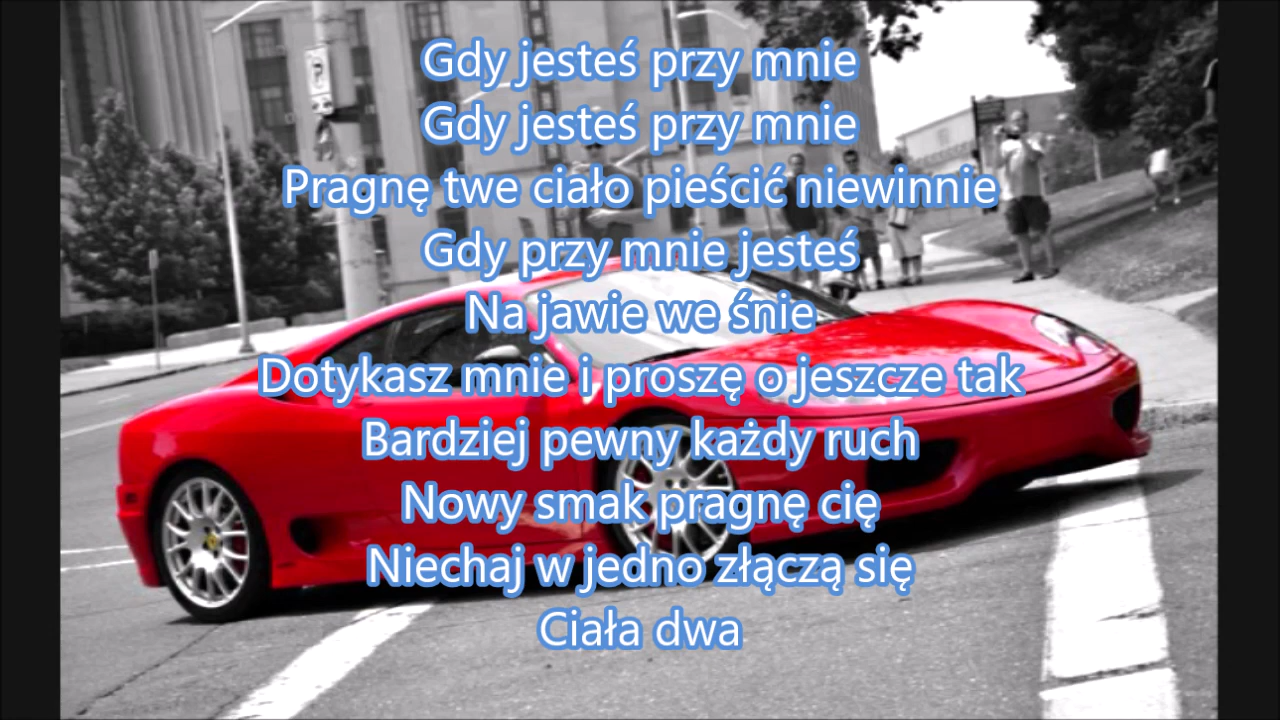 Gdy jesteś przy mnie
Gdy jesteś przy mnie
Pragnę twe ciało pieścić niewinnie
Gdy przy mnie jesteś
Na jawie we śnie
Dotykasz mnie i proszę o jeszcze tak
Bardziej pewny każdy ruch
Nowy smak pragnę cię
Niechaj w jedno złączą się
Ciała dwa